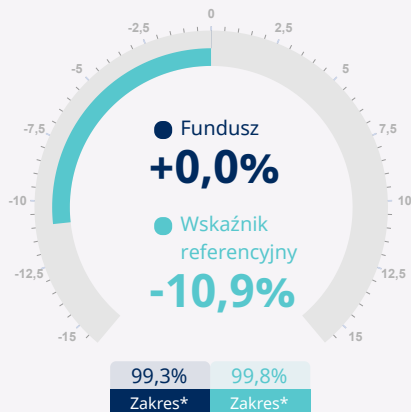 0
-2,5 2,5
-5 5
-7,5 7,5
-10 10
-12,5 12,5
-15 15
Fundusz
+0,0%
Wskaźnik
referencyjny
-10,9%
99,3% 99,8%
Zakres* Zakres*